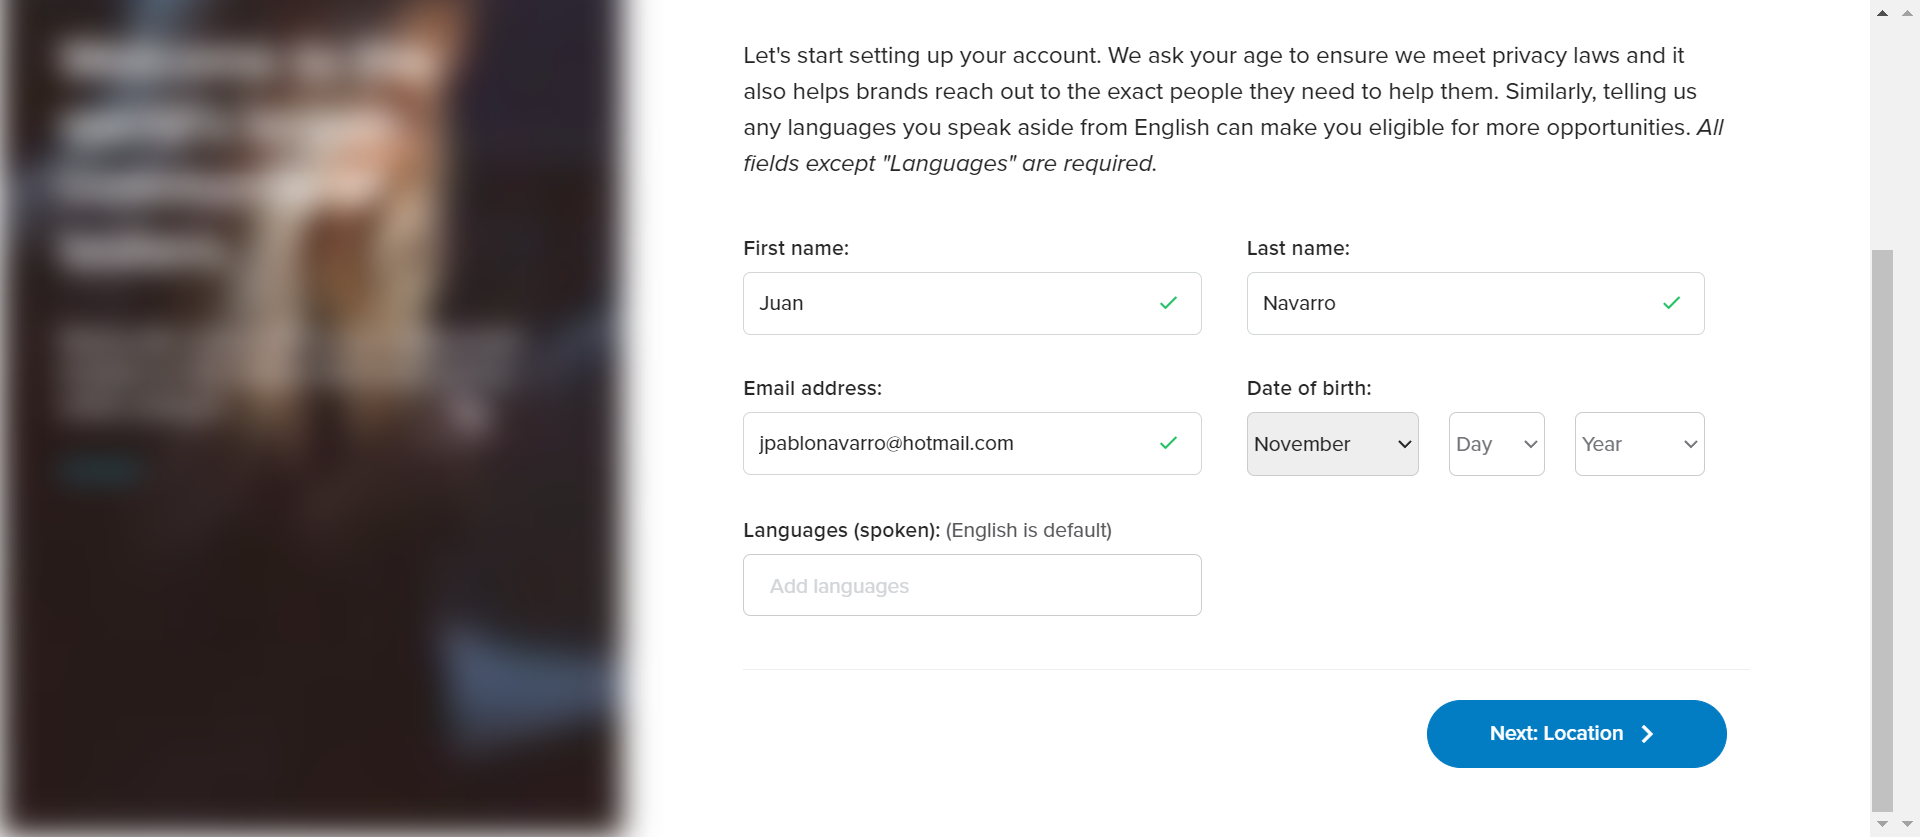 Let's start setting up your account. We ask your age to ensure we meet privacy laws and it
also helps brands reach out to the exact people they need to help them. Similarly, telling us
any languages you speak aside from English can make you eligible for more opportunities. All
fields except "Languages" are required.
First name:
Last name:
Juan
Navarro
Email address:
Date of birth:
jpablonavarro@hotmail.com
November
Day
Year
Languages (spoken): (English is default)
Add languages
Next: Location